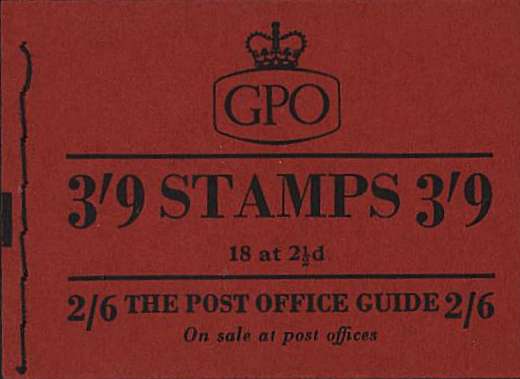 GPO
3'9 STAMPS 3'9
18 at 2½d
2/6 THE POST OFFICE GUIDE 2/6
On sale at post offices